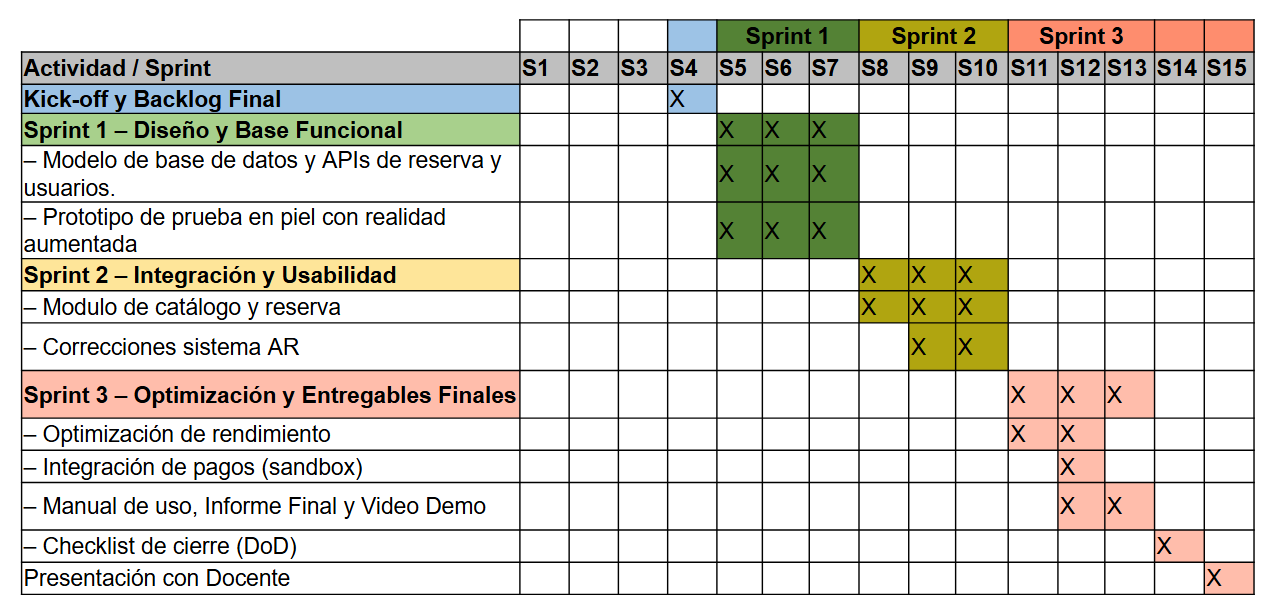 Sprint 1 Sprint 2 Sprint 3
Actividad / Sprint S1 S2 S3 S4 S5 S6 S7 S8 S9 S10 S11 S12 S13 S14 S15
Kick-off y Backlog Final X
Sprint 1 – Diseño y Base Funcional X X X
– Modelo de base de datos y APIs de reserva y
usuarios. X X X
– Prototipo de prueba en piel con realidad
aumentada X X X
Sprint 2 – Integración y Usabilidad X X X
– Modulo de catálogo y reserva X X X
– Correcciones sistema AR X X
Sprint 3 – Optimización y Entregables Finales X X X
– Optimización de rendimiento X X
– Integración de pagos (sandbox) X
– Manual de uso, Informe Final y Video Demo X X
– Checklist de cierre (DoD) X
Presentación con Docente X